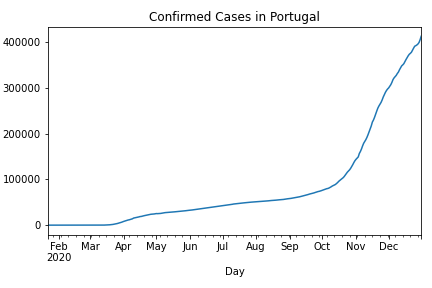 Confirmed Cases in Portugal
400000
300000
200000
100000
0
Feb Mar Apr May Jun Jul Aug Sep Oct Nov Dec
2020
Day